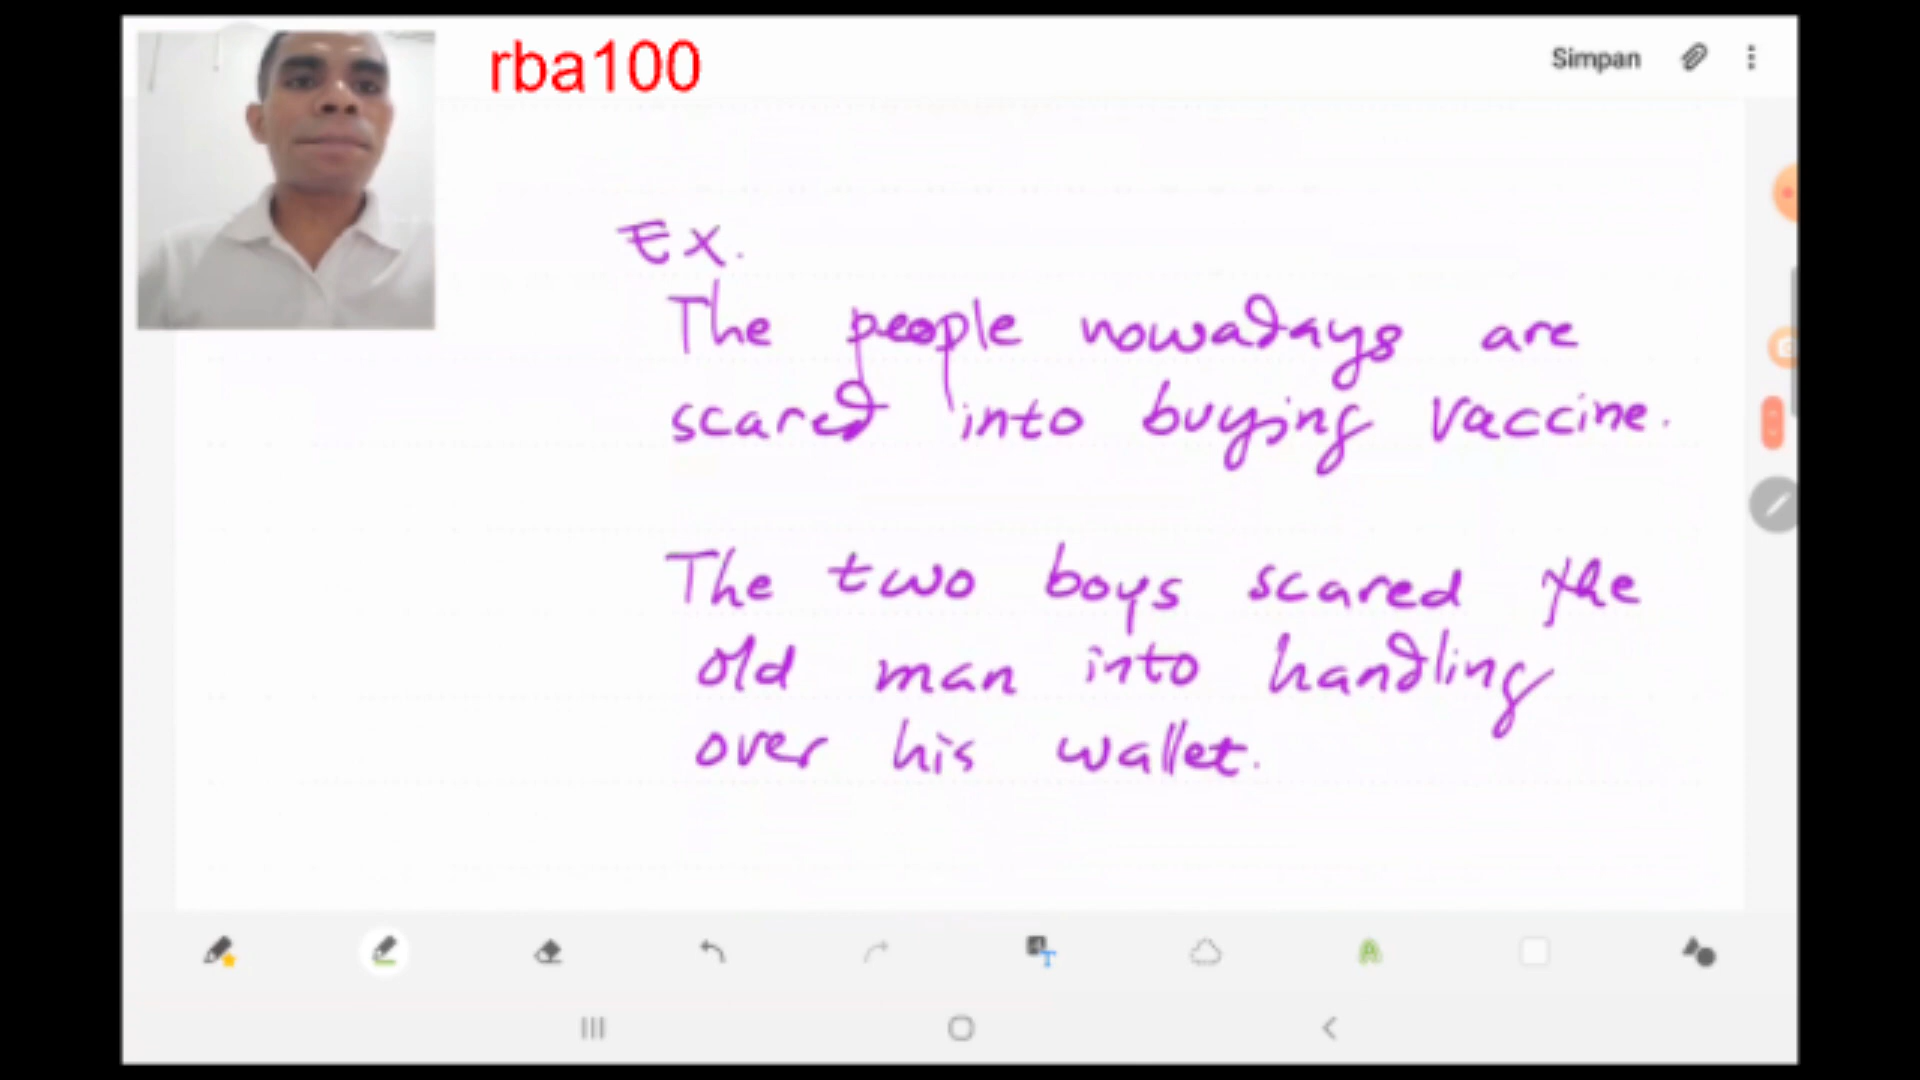 rba100
Simpan
Ex.
The people nowadays are
scared into buying vaccine.
The two boys scared the
old man into handling
over his wallet.